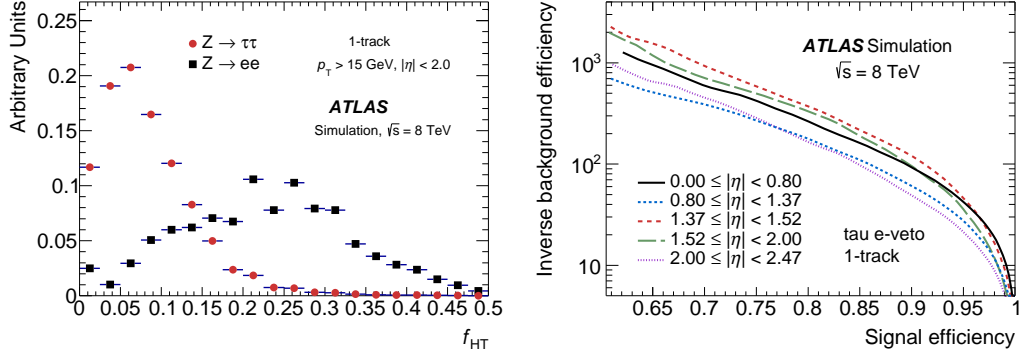 Arbitrary Units
0.25
0.2
0.15
0.1
0.05
0
Z → ττ
Z → ee
1-track
p_T > 15 GeV, |η| < 2.0
ATLAS
Simulation, √s = 8 TeV
0 0.05 0.1 0.15 0.2 0.25 0.3 0.35 0.4 0.45 0.5
f_HT
Inverse background efficiency
10³
10²
10
ATLAS Simulation
√s = 8 TeV
0.00 ≤ |η| < 0.80
0.80 ≤ |η| < 1.37
1.37 ≤ |η| < 1.52
1.52 ≤ |η| < 2.00
2.00 ≤ |η| < 2.47
tau e-veto
1-track
0.65 0.7 0.75 0.8 0.85 0.9 0.95 1
Signal efficiency